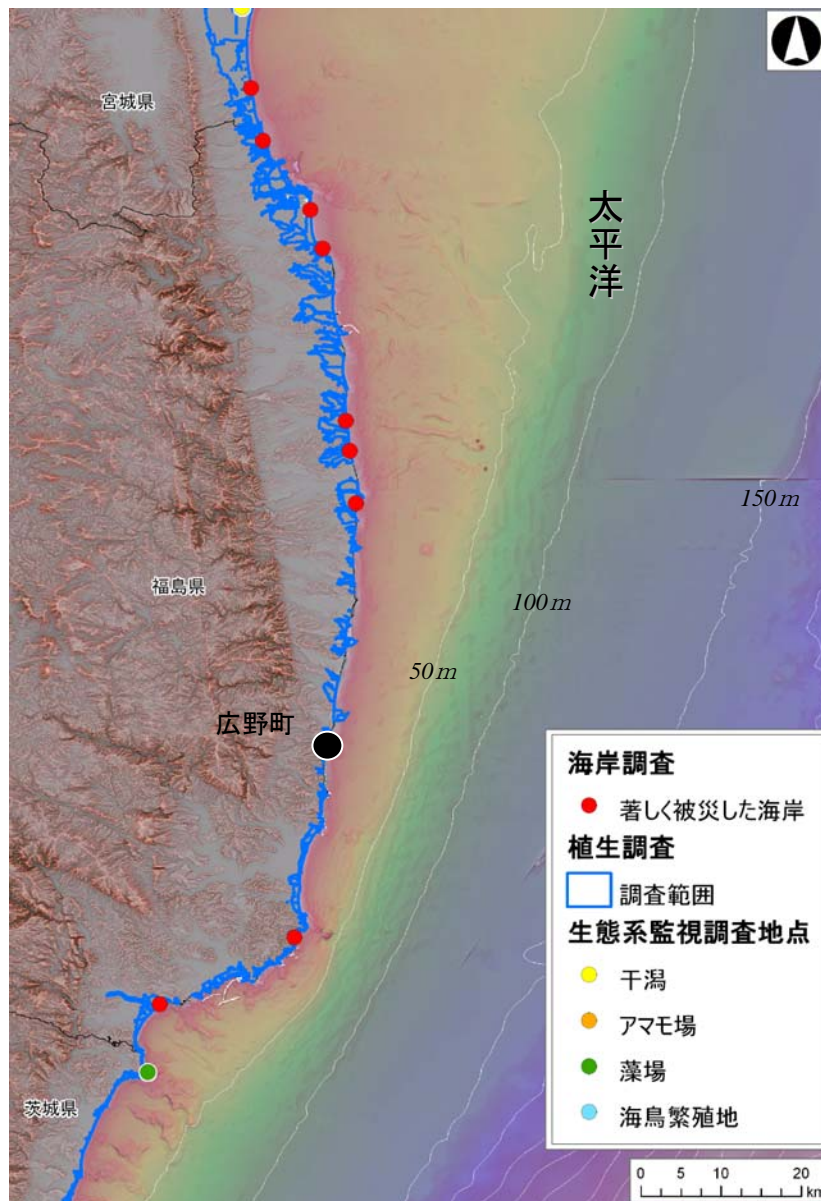 宮城県
太平洋
150m
福島県
100m
50m
広野町
海岸調査
著しく被災した海岸
植生調査
調査範囲
生態系監視調査地点
干潟
アマモ場
藻場
海鳥繁殖地
茨城県
0 5 10 20
km